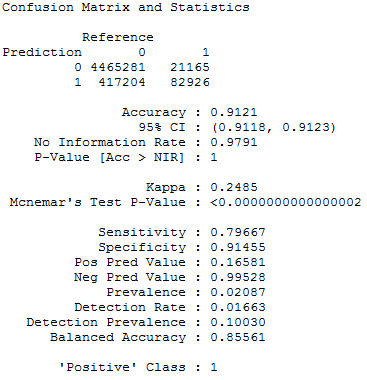 Confusion Matrix and Statistics
Reference
Prediction 0 1
0 4465281 21165
1 417204 82926
Accuracy : 0.9121
95% CI : (0.9118, 0.9123)
No Information Rate : 0.9791
P-Value [Acc > NIR] : 1
Kappa : 0.2485
Mcnemar's Test P-Value : <0.0000000000000002
Sensitivity : 0.79667
Specificity : 0.91455
Pos Pred Value : 0.16581
Neg Pred Value : 0.99528
Prevalence : 0.02087
Detection Rate : 0.01663
Detection Prevalence : 0.10030
Balanced Accuracy : 0.85561
'Positive' Class : 1